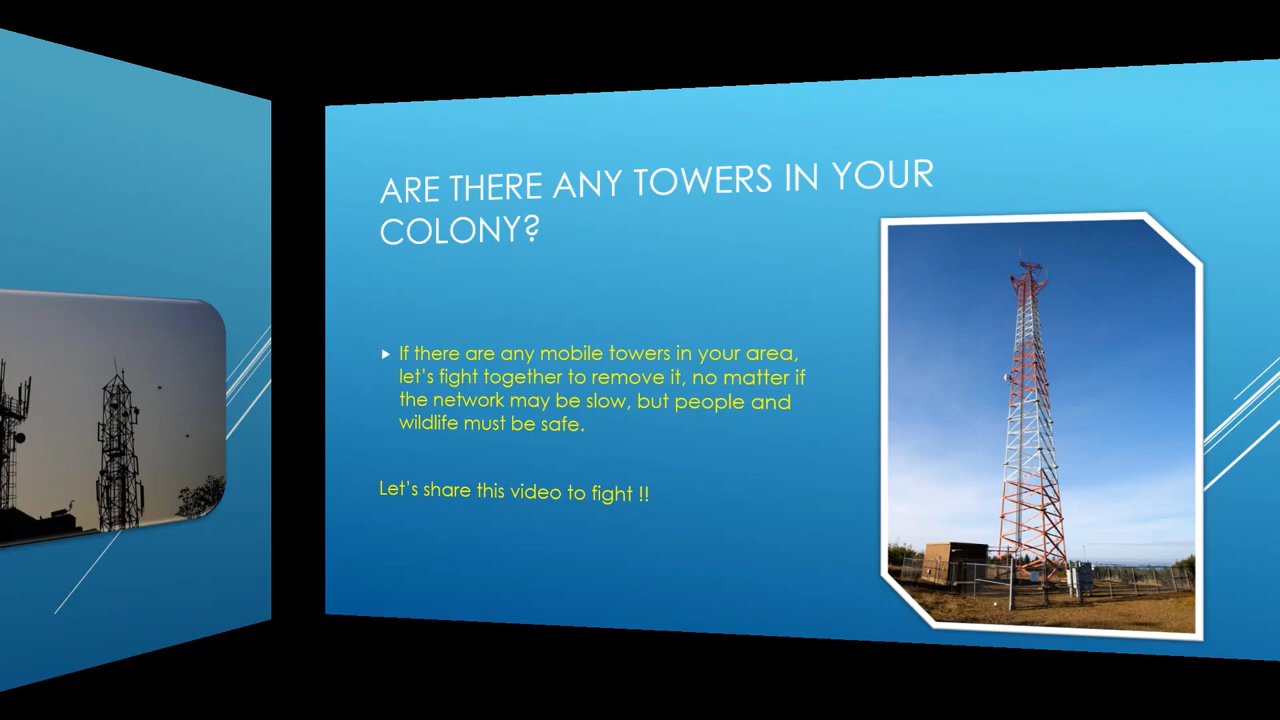 ARE THERE ANY TOWERS IN YOUR
COLONY?
If there are any mobile towers in your area,
let's fight together to remove it, no matter if
the network may be slow, but people and
wildlife must be safe.
Let's share this video to fight !!